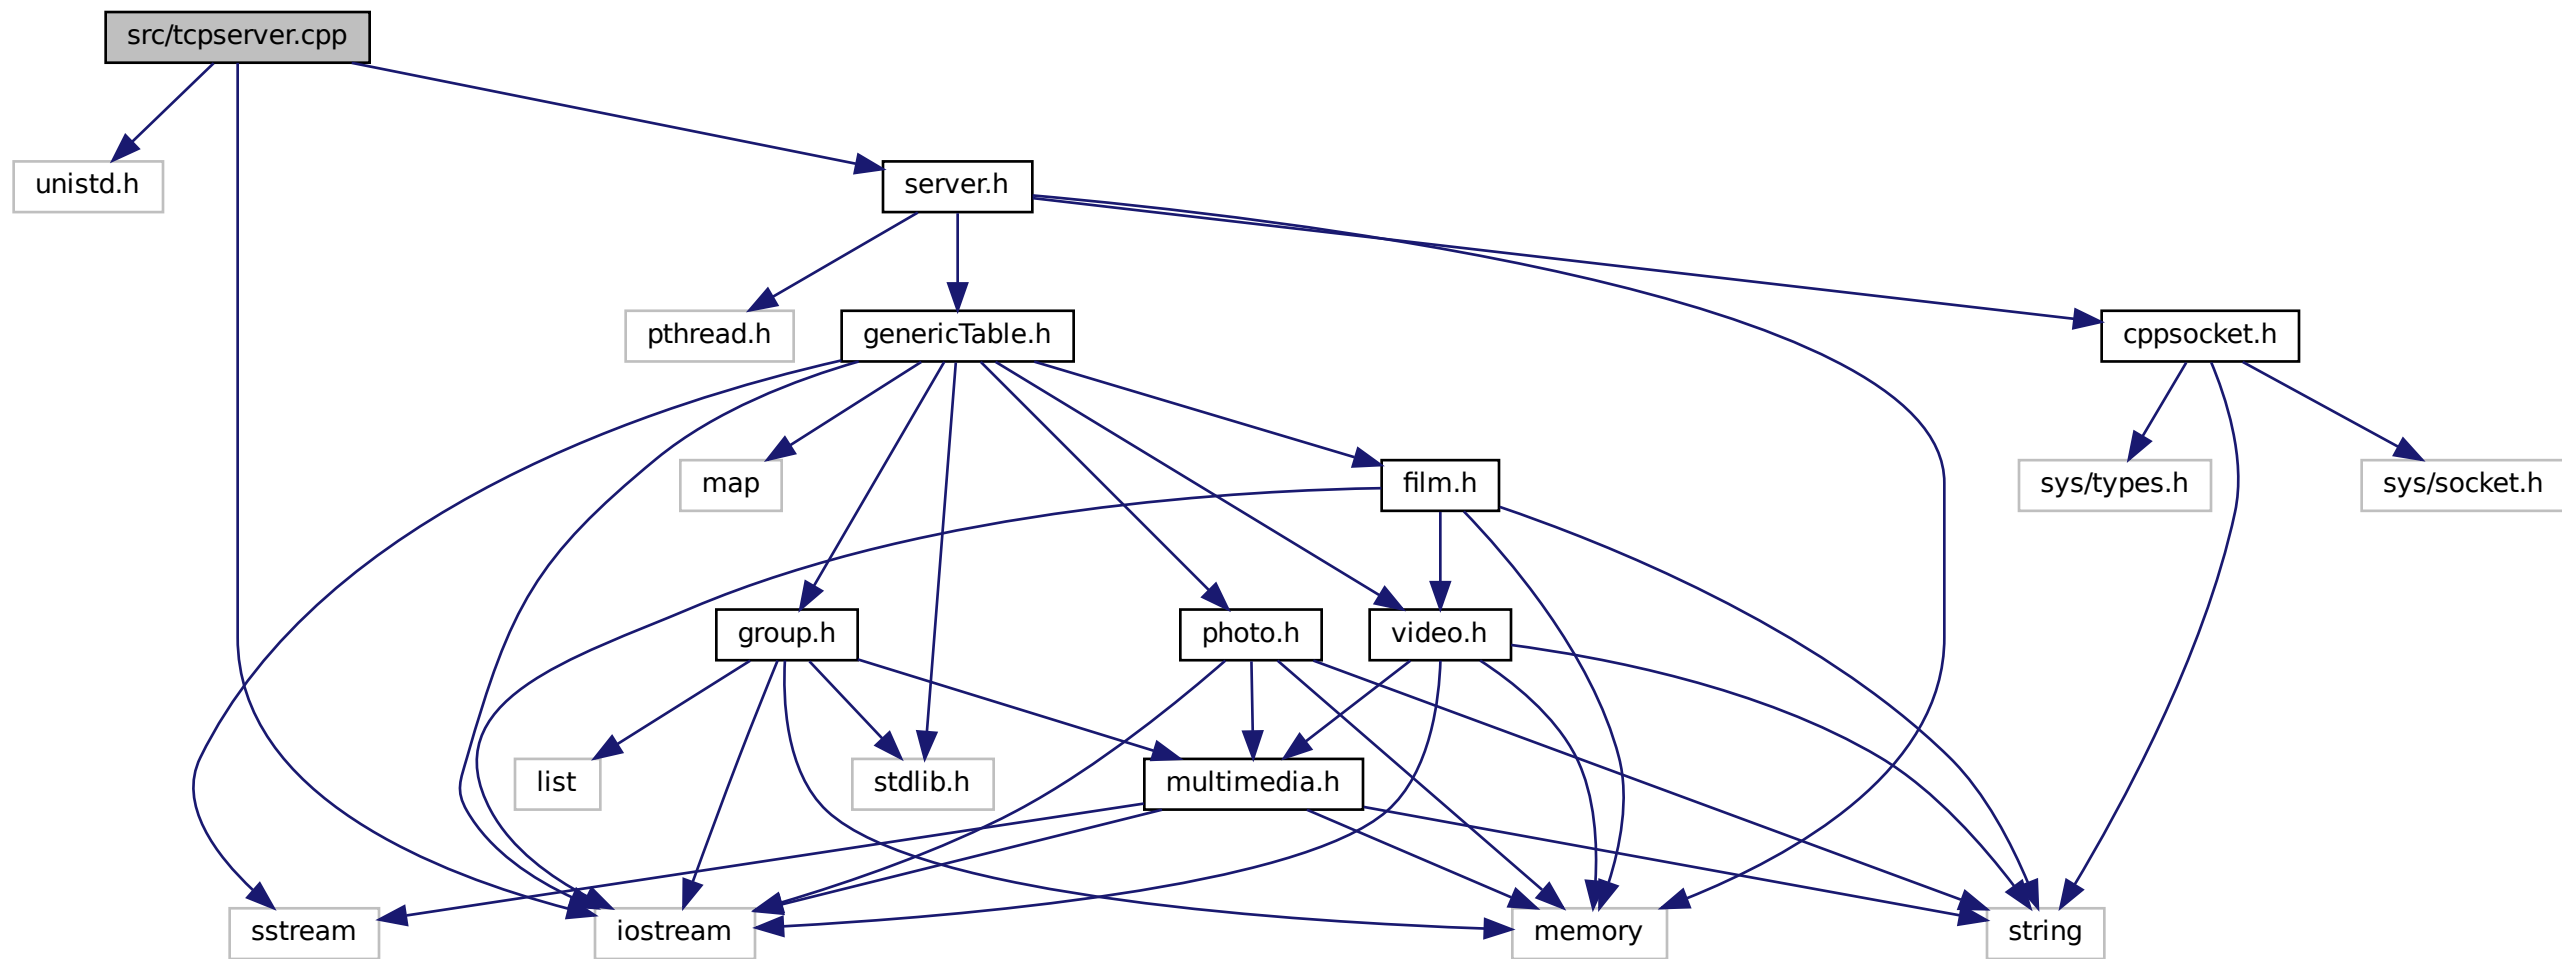 src/tcpserver.cpp
unistd.h
server.h
pthread.h
genericTable.h
cppsocket.h
map
film.h
sys/types.h
sys/socket.h
group.h
photo.h
video.h
list
stdlib.h
multimedia.h
sstream
iostream
memory
string